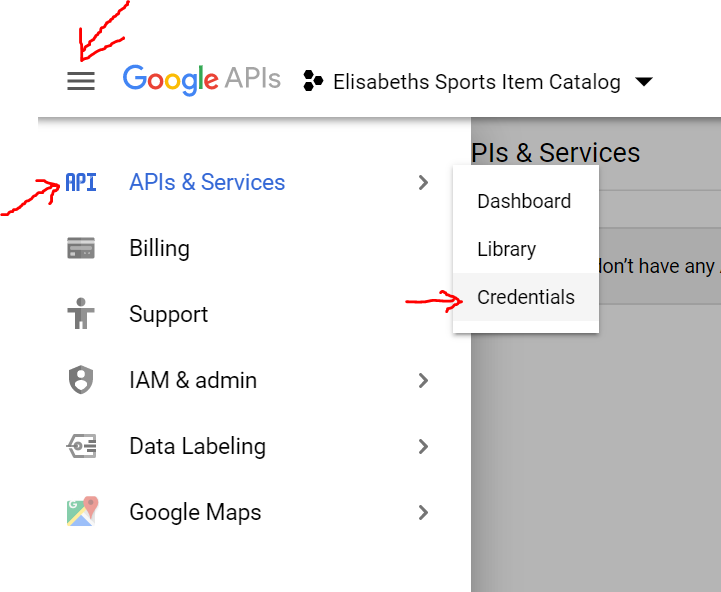 Google APIs Elisabeths Sports Item Catalog
PIs & Services
API APIs & Services
Dashboard
Library
Credentials
don't have any
Billing
Support
IAM & admin
Data Labeling
G Google Maps